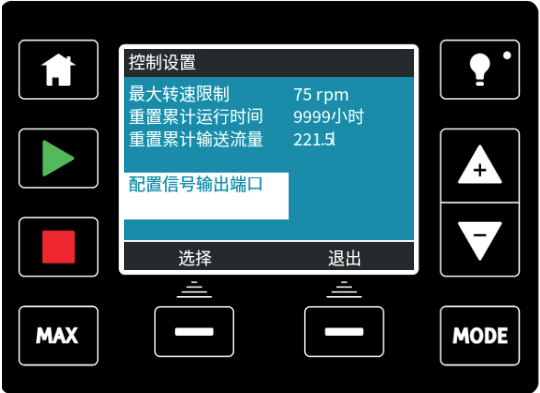 控制设置
最大转速限制 75 rpm
重置累计运行时间 9999小时
重置累计输送流量 221.5l
配置信号输出端口
选择 退出
MAX
MODE